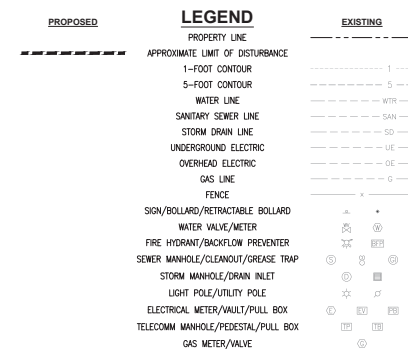 PROPOSED LEGEND EXISTING
PROPERTY LINE
APPROXIMATE LIMIT OF DISTURBANCE
1-FOOT CONTOUR 1
5-FOOT CONTOUR 5
WATER LINE WTR
SANITARY SEWER LINE SAN
STORM DRAIN LINE SD
UNDERGROUND ELECTRIC UE
OVERHEAD ELECTRIC OE
GAS LINE G
FENCE x
SIGN/BOLLARD/RETRACTABLE BOLLARD
WATER VALVE/METER W
FIRE HYDRANT/BACKFLOW PREVENTER BFP
SEWER MANHOLE/CLEANOUT/GREASE TRAP S G
STORM MANHOLE/DRAIN INLET D
LIGHT POLE/UTILITY POLE
ELECTRICAL METER/VAULT/PULL BOX E EV PB
TELECOMM MANHOLE/PEDESTAL/PULL BOX TP TB
GAS METER/VALVE G